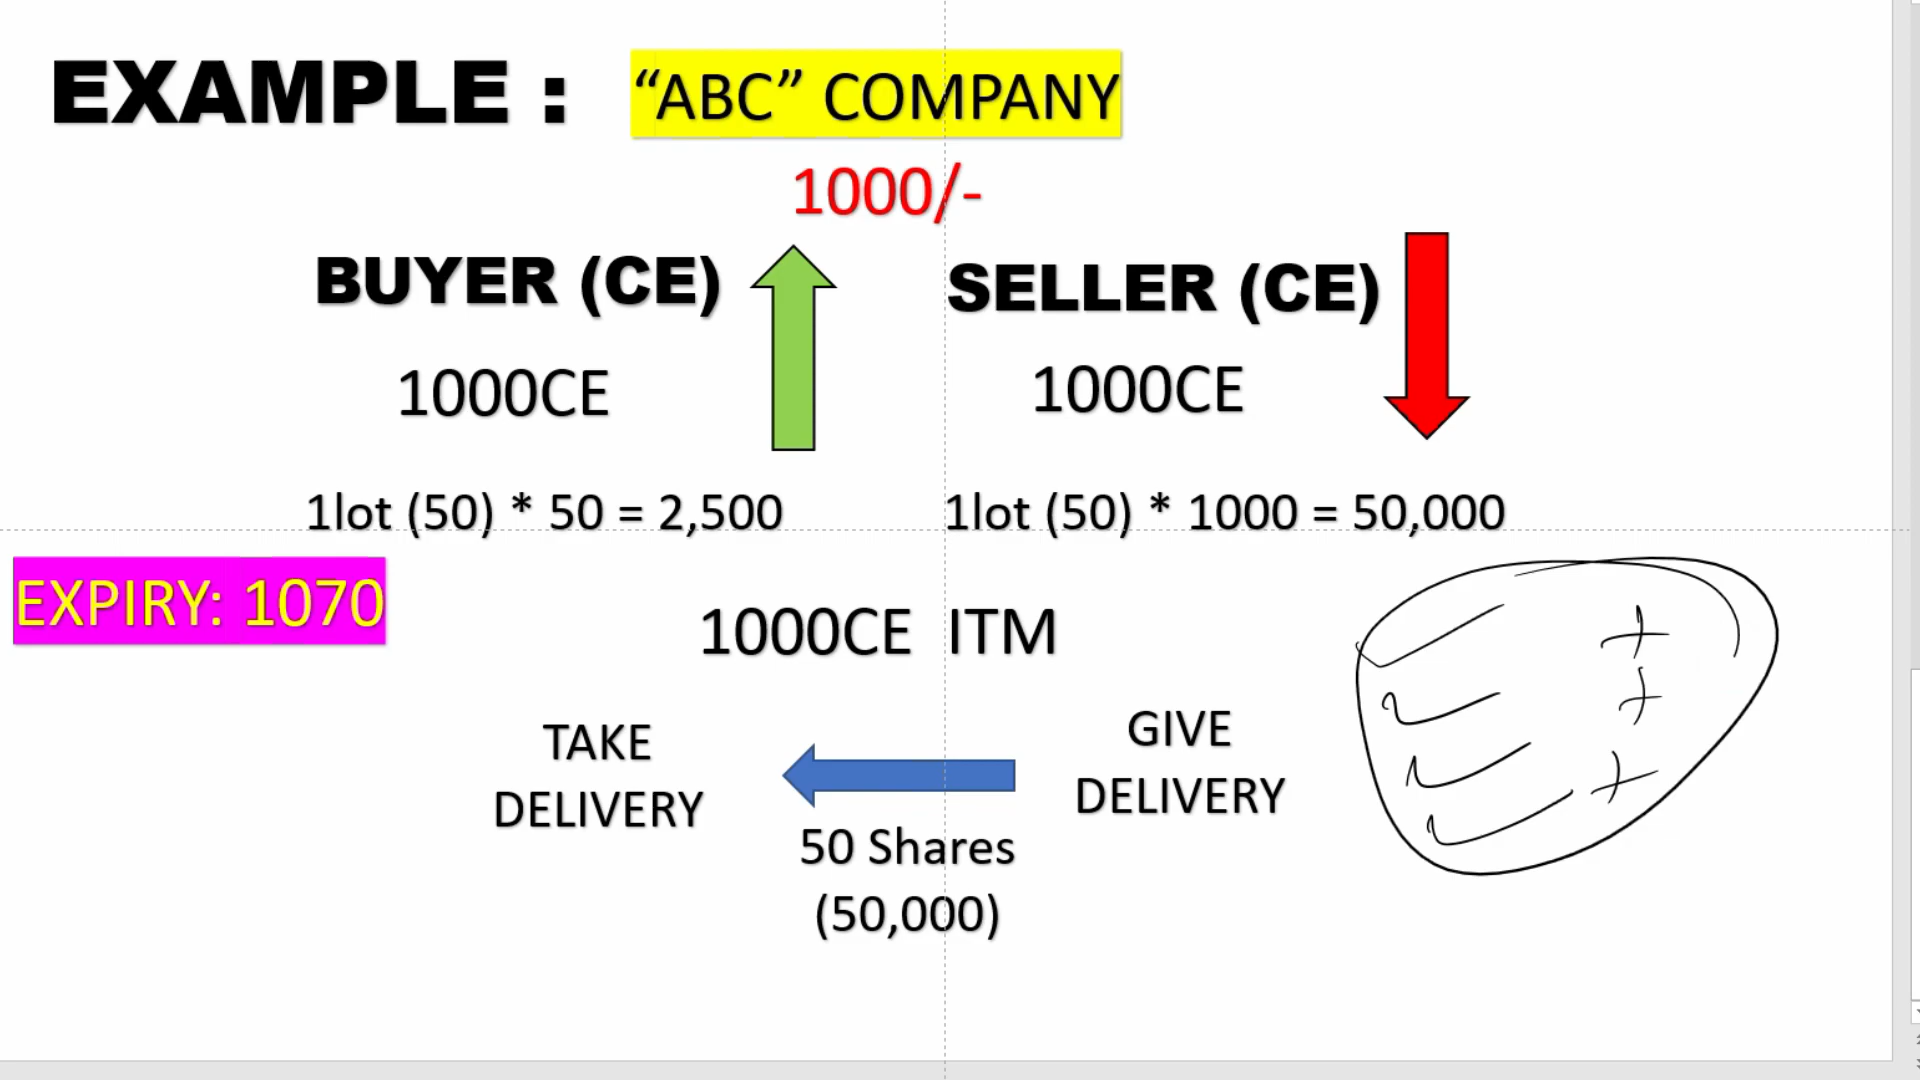 EXAMPLE : “ABC” COMPANY
1000/-
BUYER (CE) SELLER (CE)
1000CE 1000CE
1lot (50) * 50 = 2,500 1lot (50) * 1000 = 50,000
EXPIRY: 1070
1000CE ITM
TAKE DELIVERY
GIVE DELIVERY
50 Shares
(50,000)